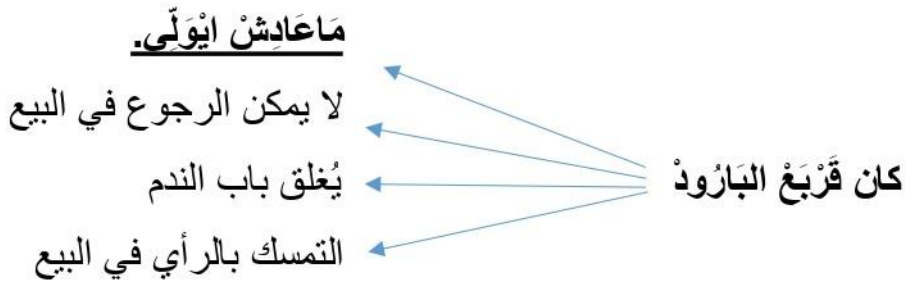 مَاعَادِشْ ايْوَلِّي.
لا يمكن الرجوع في البيع
كان قَرْبَعْ البَارُودْ
يُغلق باب الندم
التمسك بالرأي في البيع